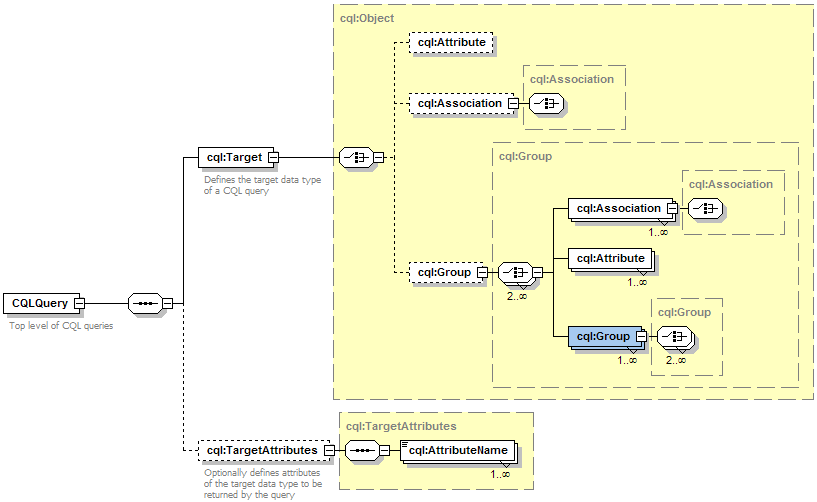 cql:Object
cql:Attribute
cql:Association
cql:Association
cql:Target
Defines the target data type
of a CQL query
cql:Group
cql:Association
1..∞
cql:Association
cql:Attribute
1..∞
cql:Group
2..∞
CQLQuery
Top level of CQL queries
cql:Group
1..∞
cql:Group
2..∞
cql:TargetAttributes
cql:TargetAttributes
Optionally defines attributes
of the target data type to be
returned by the query
cql:AttributeName
1..∞